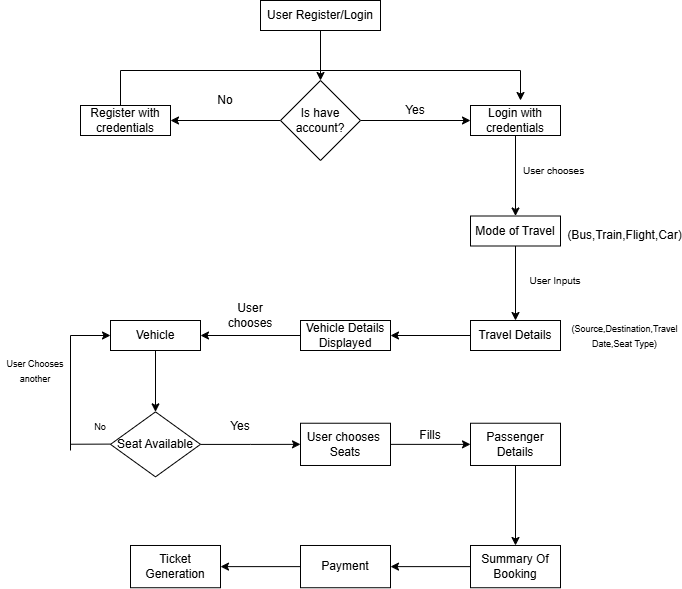 User Register/Login
No
Yes
Register with
credentials
Is have
account?
Login with
credentials
User chooses
Mode of Travel
(Bus,Train,Flight,Car)
User Inputs
User
chooses
Vehicle
Vehicle Details
Displayed
Travel Details
(Source,Destination,Travel
Date,Seat Type)
User Chooses
another
No
Seat Available
Yes
User chooses
Seats
Fills
Passenger
Details
Ticket
Generation
Payment
Summary Of
Booking